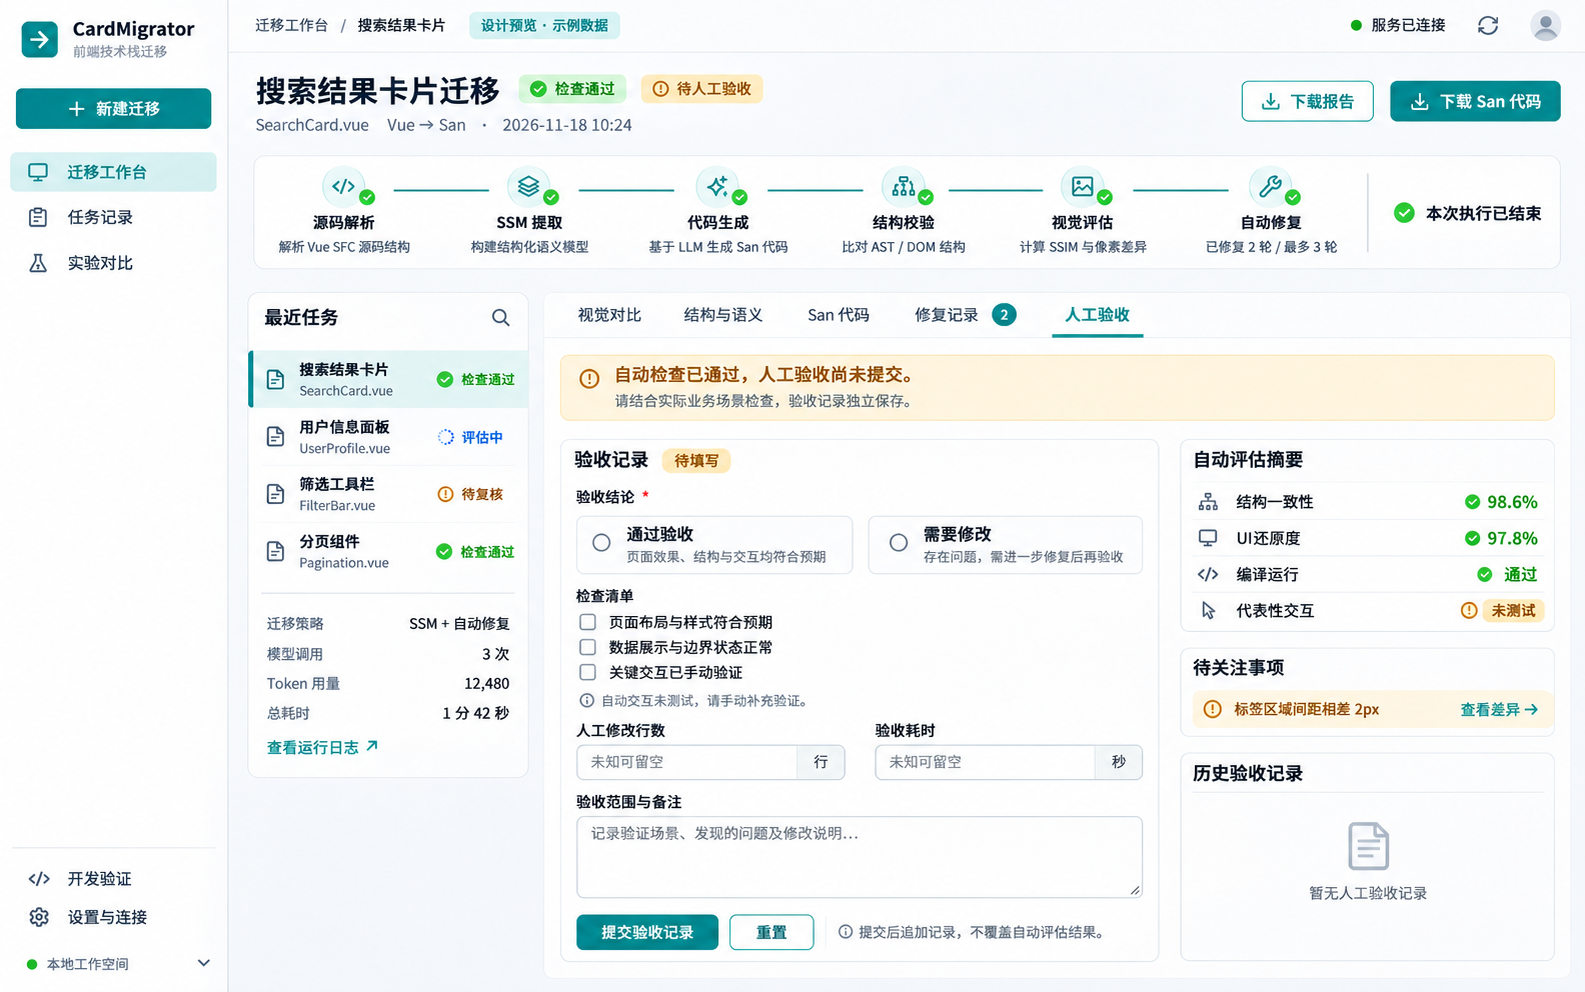 CardMigrator
前端技术栈迁移
新建迁移
迁移工作台
任务记录
实验对比
开发验证
设置与连接
本地工作空间
迁移工作台 / 搜索结果卡片 设计预览 · 示例数据
服务已连接
搜索结果卡片迁移 检查通过 待人工验收
SearchCard.vue Vue → San · 2026-11-18 10:24
下载报告 下载 San 代码
源码解析
解析 Vue SFC 源码结构
SSM 提取
构建结构化语义模型
代码生成
基于 LLM 生成 San 代码
结构校验
比对 AST / DOM 结构
视觉评估
计算 SSIM 与像素差异
自动修复
已修复 2 轮 / 最多 3 轮
本次执行已结束
最近任务
搜索结果卡片
SearchCard.vue
检查通过
用户信息面板
UserProfile.vue
评估中
筛选工具栏
FilterBar.vue
待复核
分页组件
Pagination.vue
检查通过
迁移策略 SSM + 自动修复
模型调用 3 次
Token 用量 12,480
总耗时 1 分 42 秒
查看运行日志 ↗
视觉对比 结构与语义 San 代码 修复记录 2 人工验收
自动检查已通过，人工验收尚未提交。
请结合实际业务场景检查，验收记录独立保存。
验收记录 待填写
验收结论 *
通过验收
页面效果、结构与交互均符合预期
需要修改
存在问题，需进一步修复后再验收
检查清单
页面布局与样式符合预期
数据展示与边界状态正常
关键交互已手动验证
自动交互未测试，请手动补充验证。
人工修改行数 验收耗时
未知可留空 行 未知可留空 秒
验收范围与备注
记录验证场景、发现的问题及修改说明…
提交验收记录 重置 提交后追加记录，不覆盖自动评估结果。
自动评估摘要
结构一致性 98.6%
UI还原度 97.8%
编译运行 通过
代表性交互 未测试
待关注事项
标签区域间距相差 2px 查看差异 →
历史验收记录
暂无人工验收记录